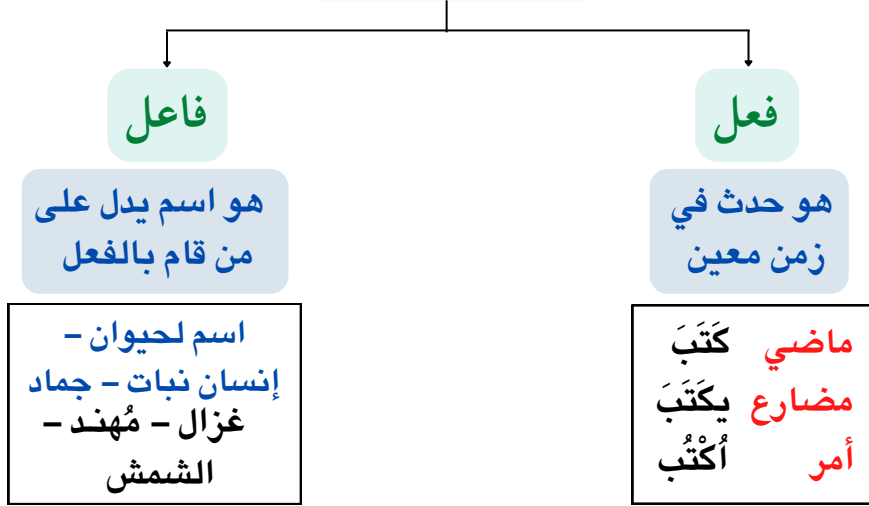 فعل
هو حدث في
زمن معين
ماضي كَتَبَ
مضارع يكَتَبَ
أمر اُكْتُب
فاعل
هو اسم يدل على
من قام بالفعل
اسم لحيوان –
إنسان نبات – جماد
غزال – مُهند –
الشمش